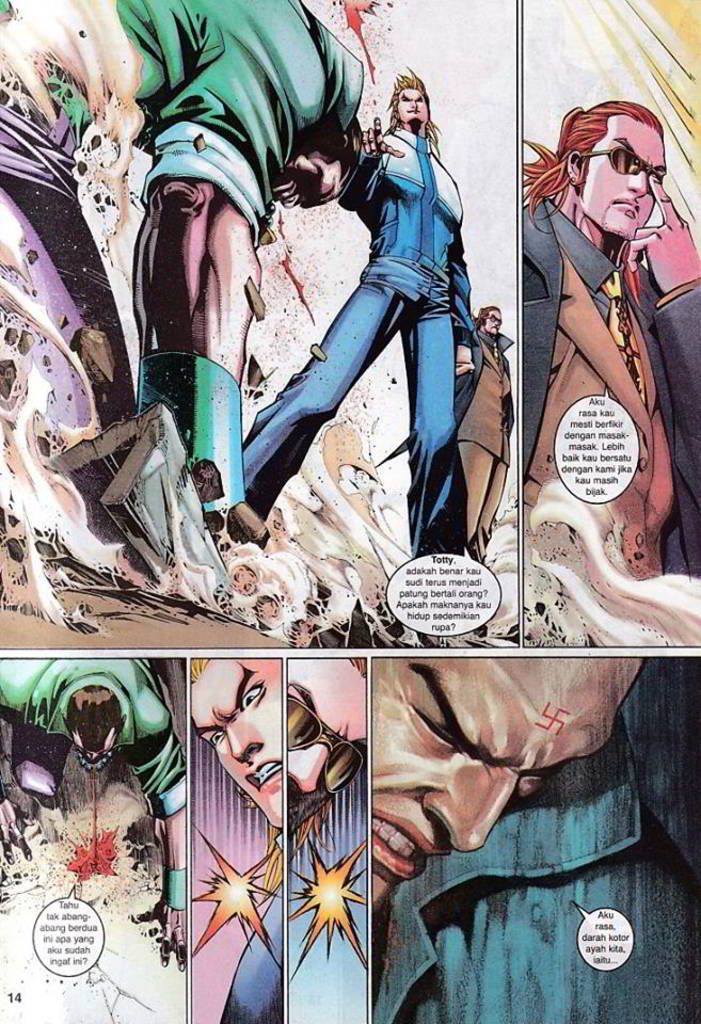 Totty,
adakah benar kau
sudi terus menjadi
patung bertali orang?
Apakah maknanya kau
hidup sedemikian
rupa?
Aku
rasa kau
mesti berfikir
dengan masak-
masak. Lebih
baik kau bersatu
dengan kami jika
kau masih
bijak.
Tahu
tak abang-
abang berdua
ini apa yang
aku sudah
ingaf ini?
Aku
rasa,
darah kotor
ayah kita,
iaitu...
14